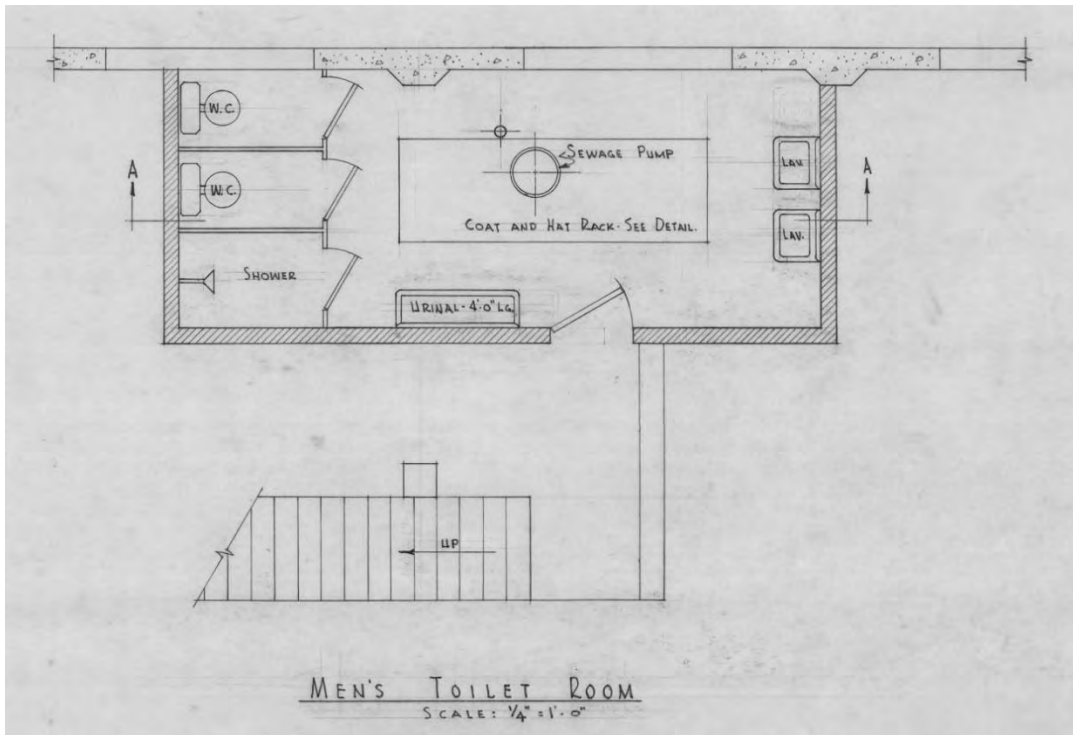 W.C.
SEWAGE PUMP
A
LAV.
A
W.C.
COAT AND HAT RACK - SEE DETAIL.
LAV.
SHOWER
URINAL - 4'-0" LG.
UP
MEN'S TOILET ROOM
SCALE: 1/4" = 1'-0"